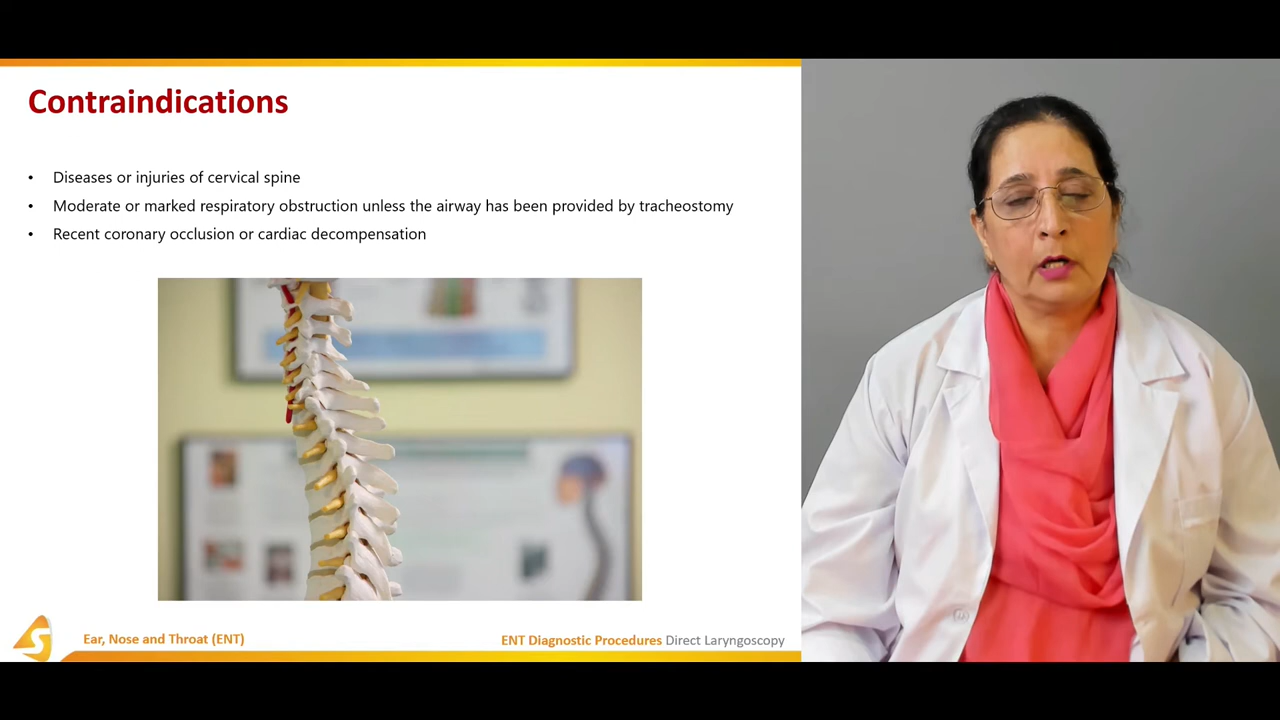 Contraindications
• Diseases or injuries of cervical spine
• Moderate or marked respiratory obstruction unless the airway has been provided by tracheostomy
• Recent coronary occlusion or cardiac decompensation
S
Ear, Nose and Throat (ENT)
ENT Diagnostic Procedures Direct Laryngoscopy